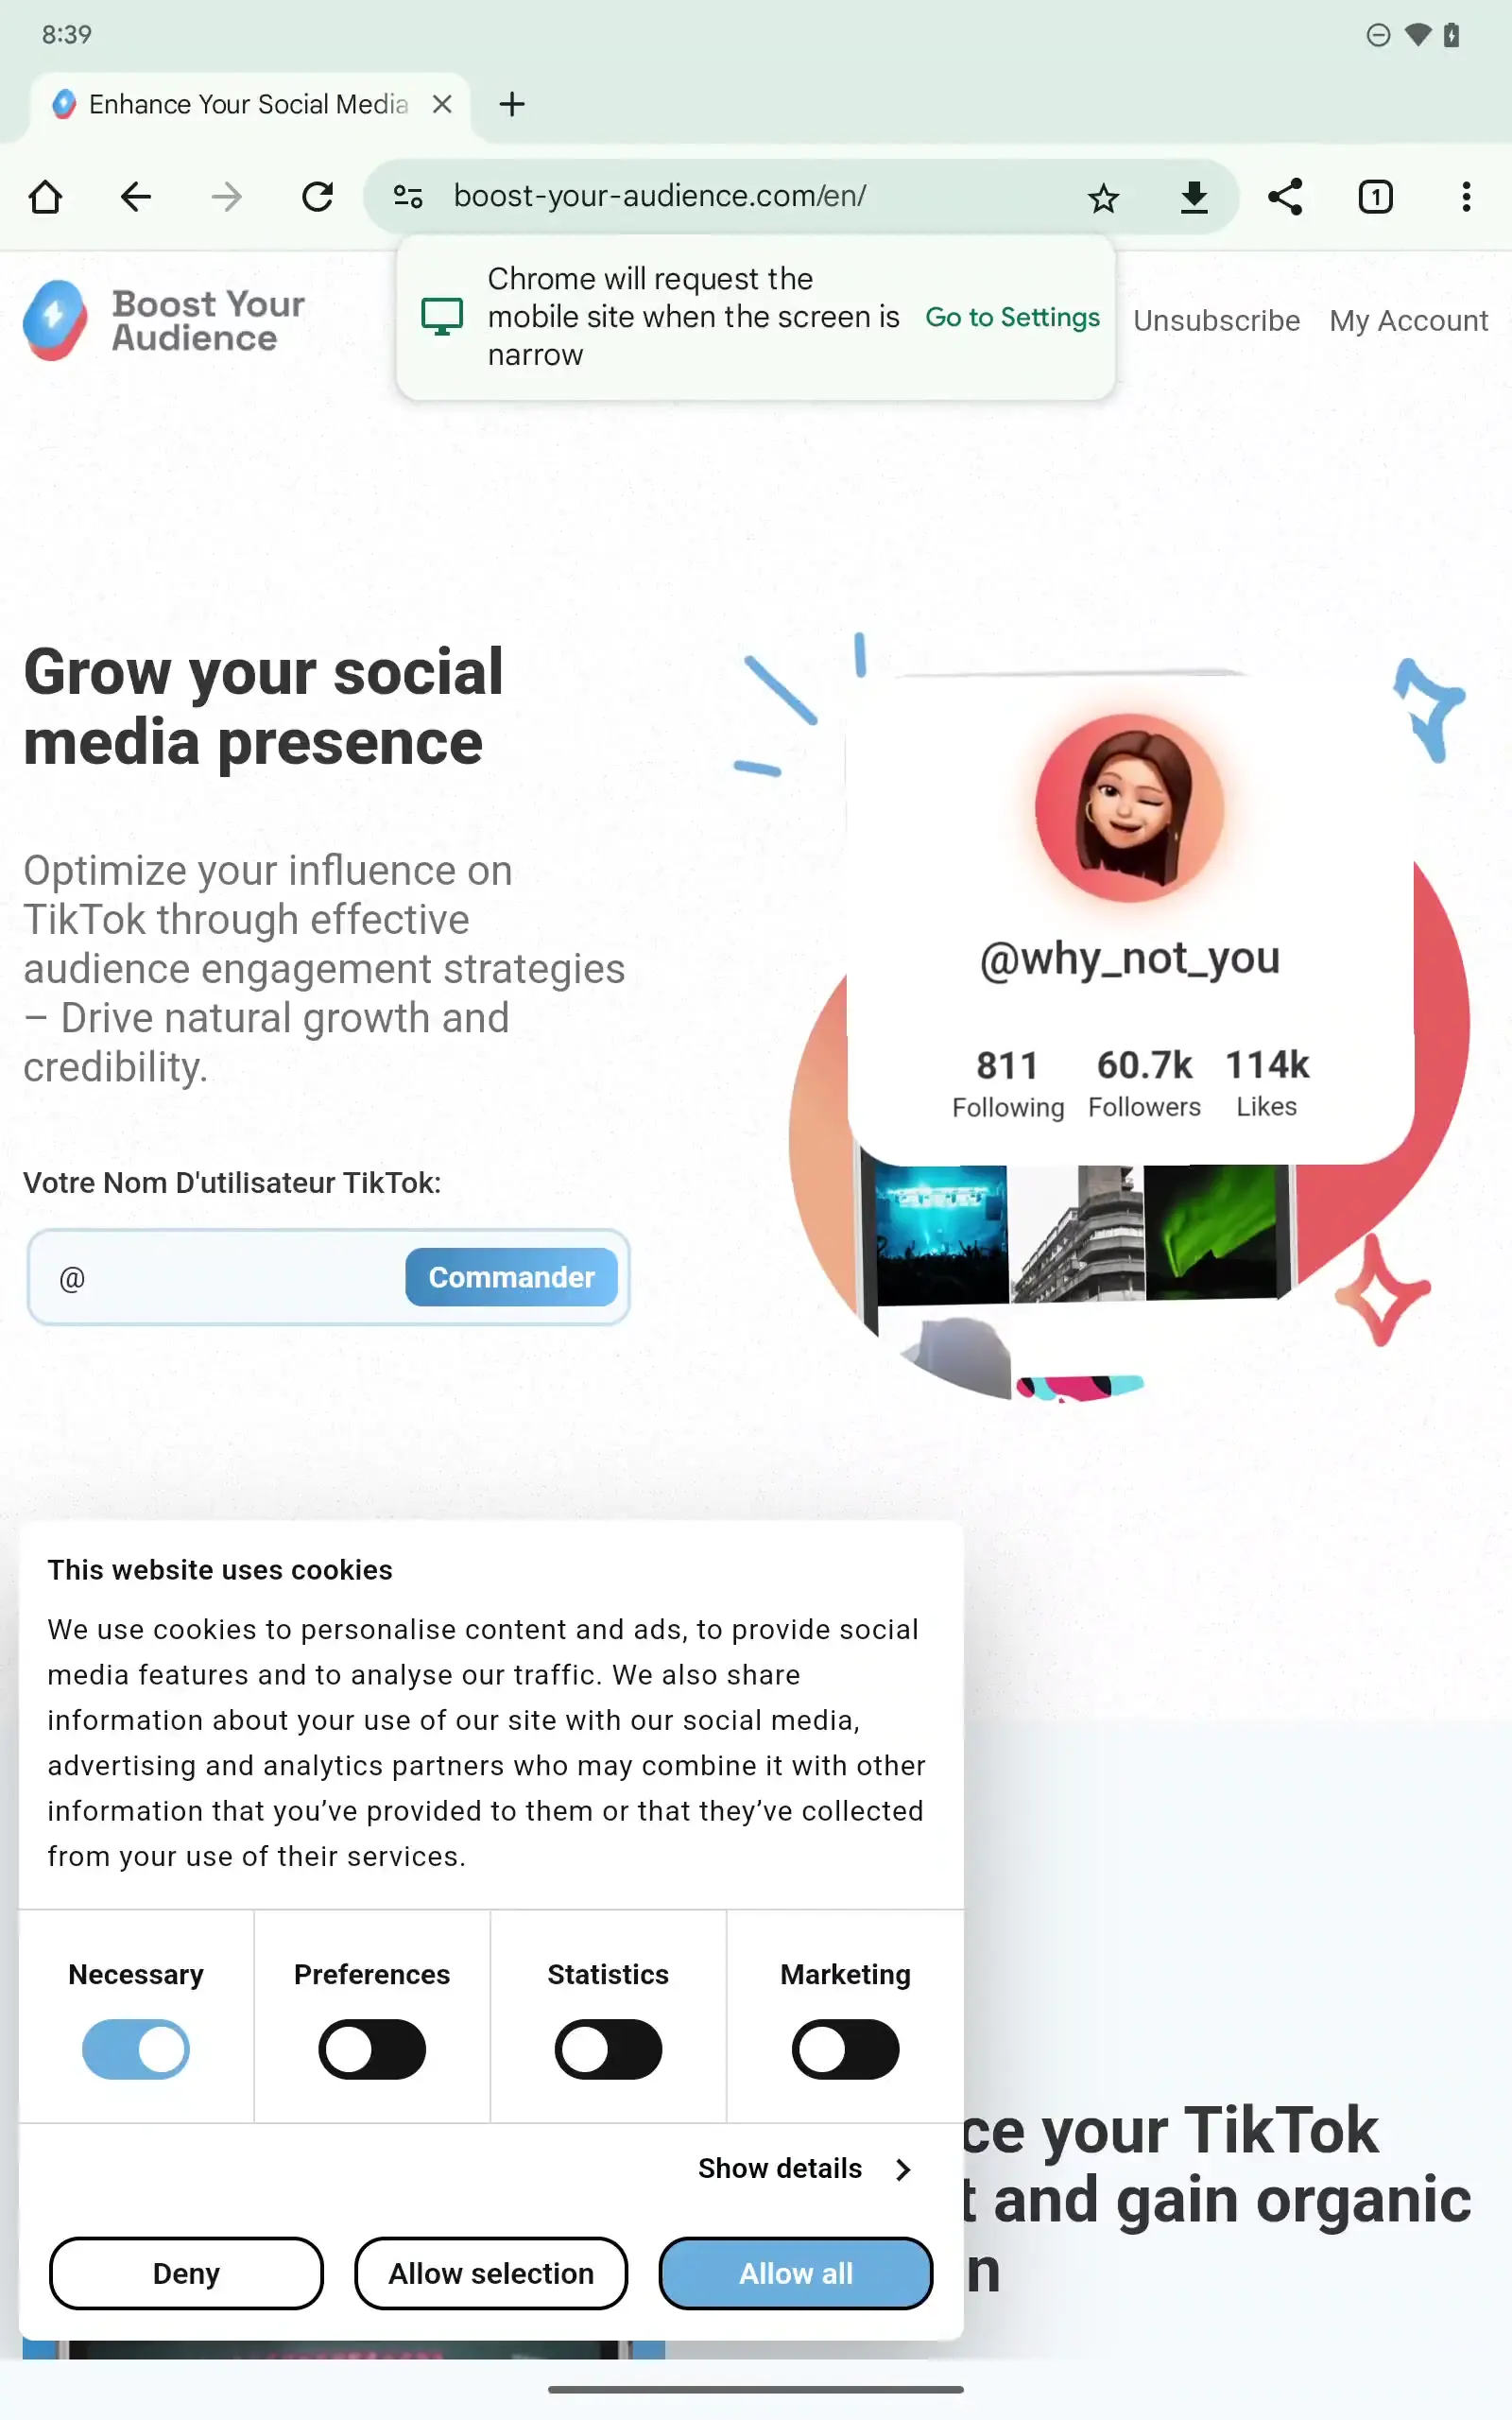 8:39
Enhance Your Social Media
boost-your-audience.com/en/
1
Boost Your
Audience
Chrome will request the
mobile site when the screen is
narrow
Go to Settings
Unsubscribe
My Account
Grow your social
media presence
Optimize your influence on
TikTok through effective
audience engagement strategies
– Drive natural growth and
credibility.
Votre Nom D'utilisateur TikTok:
@
Commander
@why_not_you
811 60.7k 114k
Following Followers Likes
This website uses cookies
We use cookies to personalise content and ads, to provide social
media features and to analyse our traffic. We also share
information about your use of our site with our social media,
advertising and analytics partners who may combine it with other
information that you’ve provided to them or that they’ve collected
from your use of their services.
Necessary Preferences Statistics Marketing
Show details
Deny Allow selection Allow all
ce your TikTok
t and gain organic
n